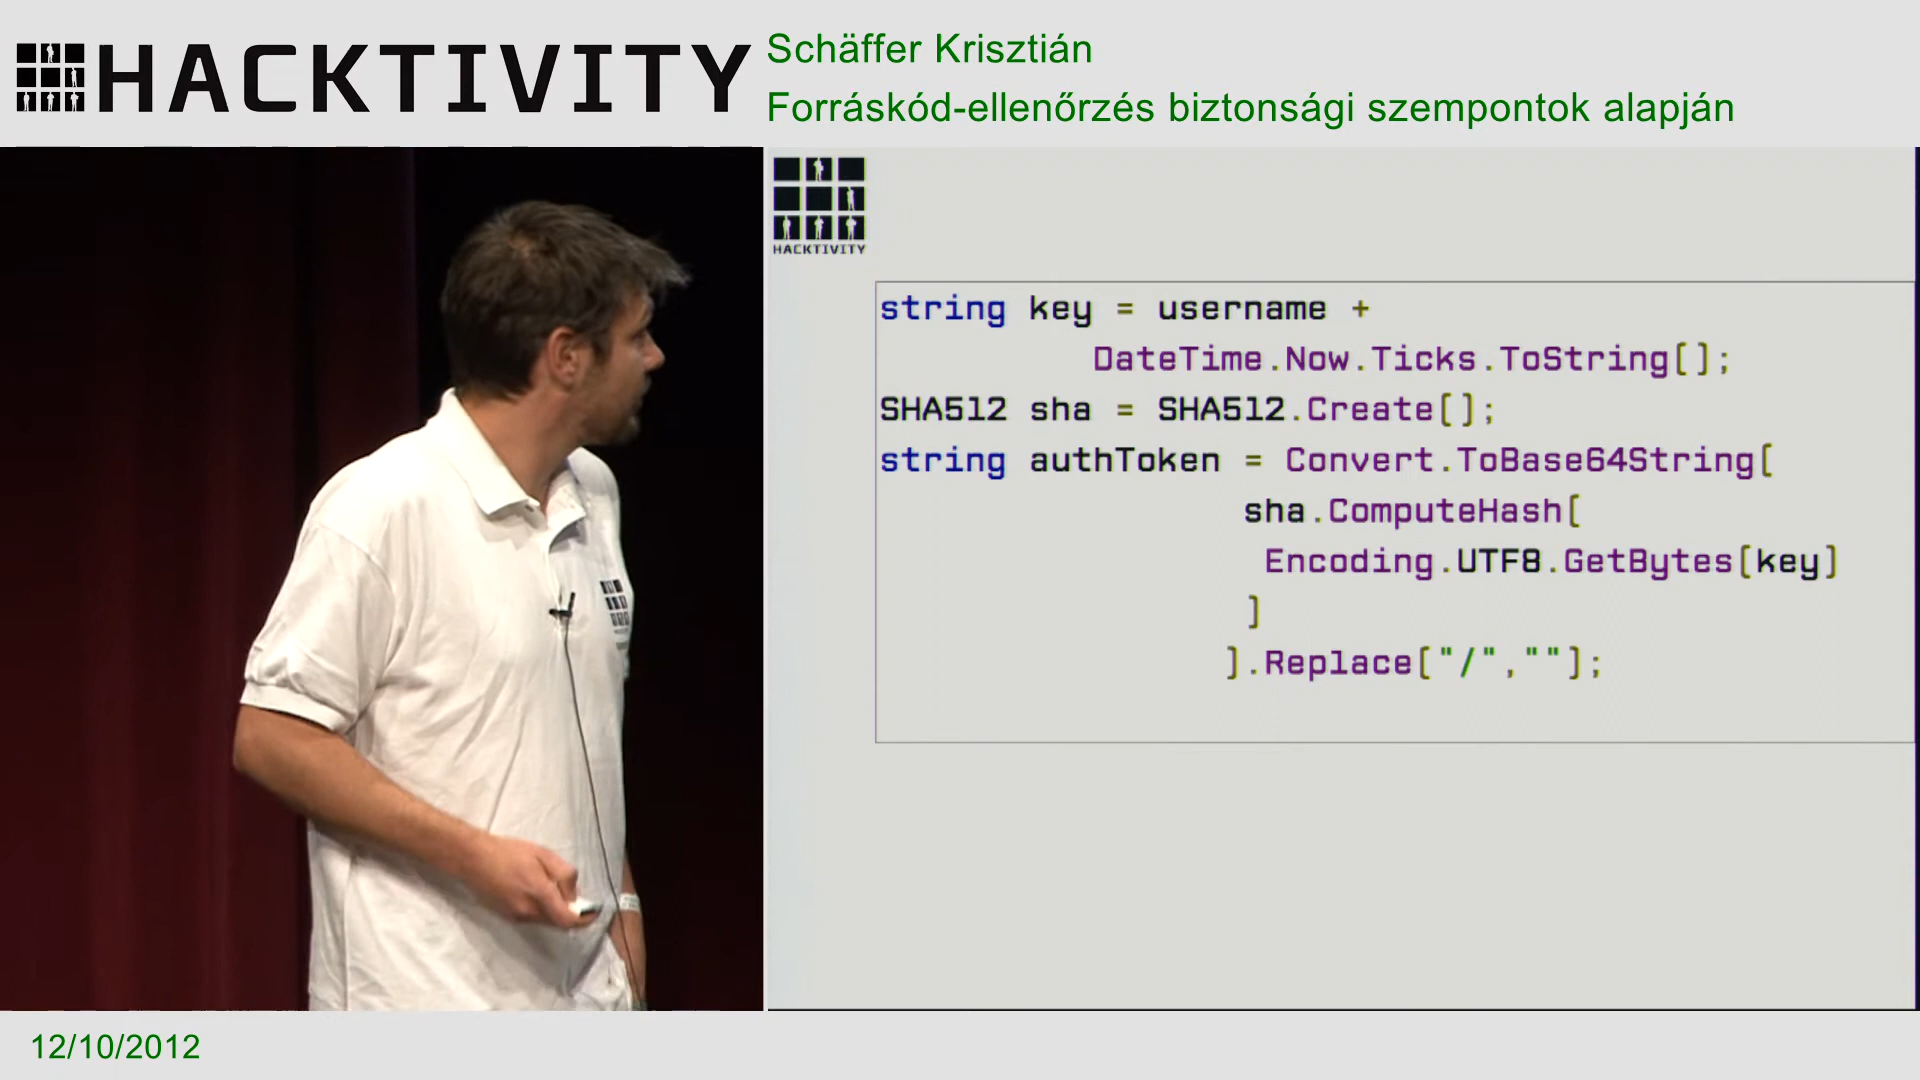 HACKTIVITY
Schäffer Krisztián
Forráskód-ellenőrzés biztonsági szempontok alapján
HACKTIVITY
string key = username +
DateTime.Now.Ticks.ToString[];
SHA512 sha = SHA512.Create[];
string authToken = Convert.ToBase64String[
sha.ComputeHash[
Encoding.UTF8.GetBytes[key]
]
].Replace["/",""];
12/10/2012